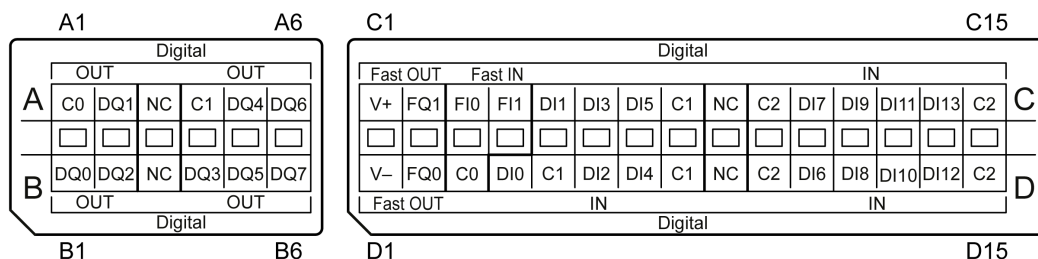 A1 A6 C1 C15
Digital Digital
OUT OUT Fast OUT Fast IN IN
A C0 DQ1 NC C1 DQ4 DQ6 V+ FQ1 FI0 FI1 DI1 DI3 DI5 C1 NC C2 DI7 DI9 DI11 DI13 C2 C
B DQ0 DQ2 NC DQ3 DQ5 DQ7 V– FQ0 C0 DI0 C1 DI2 DI4 C1 NC C2 DI6 DI8 DI10 DI12 C2 D
OUT OUT Fast OUT IN IN
Digital Digital
B1 B6 D1 D15